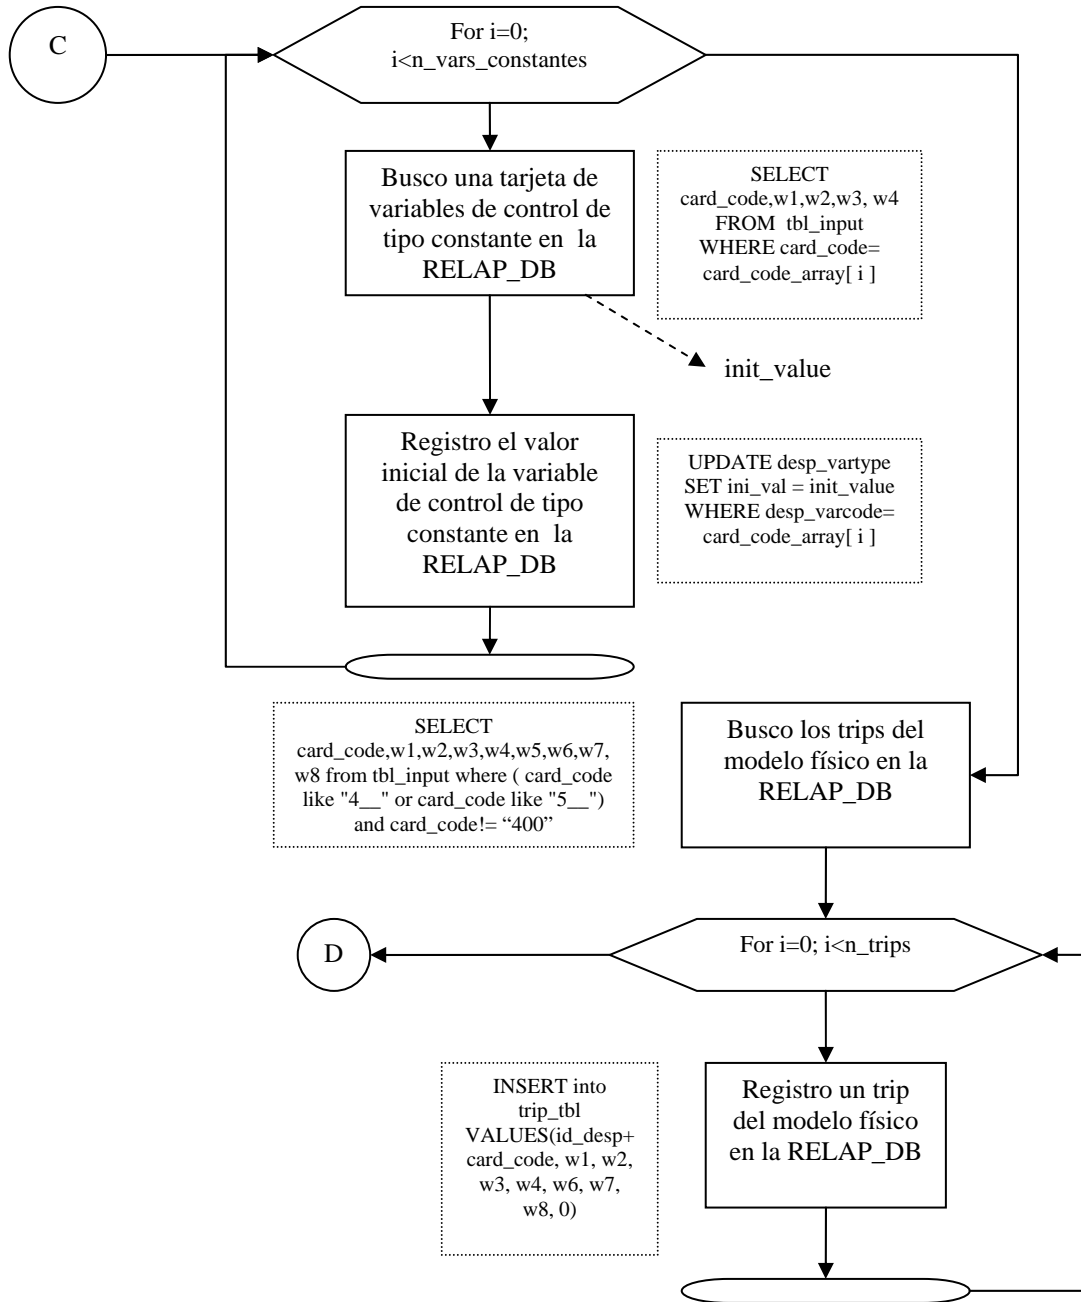 C
For i=0;
i<n_vars_constantes
Busco una tarjeta de
variables de control de
tipo constante en  la
RELAP_DB
SELECT
card_code,w1,w2,w3, w4
FROM  tbl_input
WHERE card_code=
card_code_array[ i ]
init_value
Registro el valor
inicial de la variable
de control de tipo
constante en  la
RELAP_DB
UPDATE desp_vartype
SET ini_val = init_value
WHERE desp_varcode=
card_code_array[ i ]
SELECT
card_code,w1,w2,w3,w4,w5,w6,w7,
w8 from tbl_input where ( card_code
like "4__" or card_code like "5__")
and card_code!= “400”
Busco los trips del
modelo físico en la
RELAP_DB
D
For i=0; i<n_trips
INSERT into
trip_tbl
VALUES(id_desp+
card_code, w1, w2,
w3, w4, w6, w7,
w8, 0)
Registro un trip
del modelo físico
en la RELAP_DB